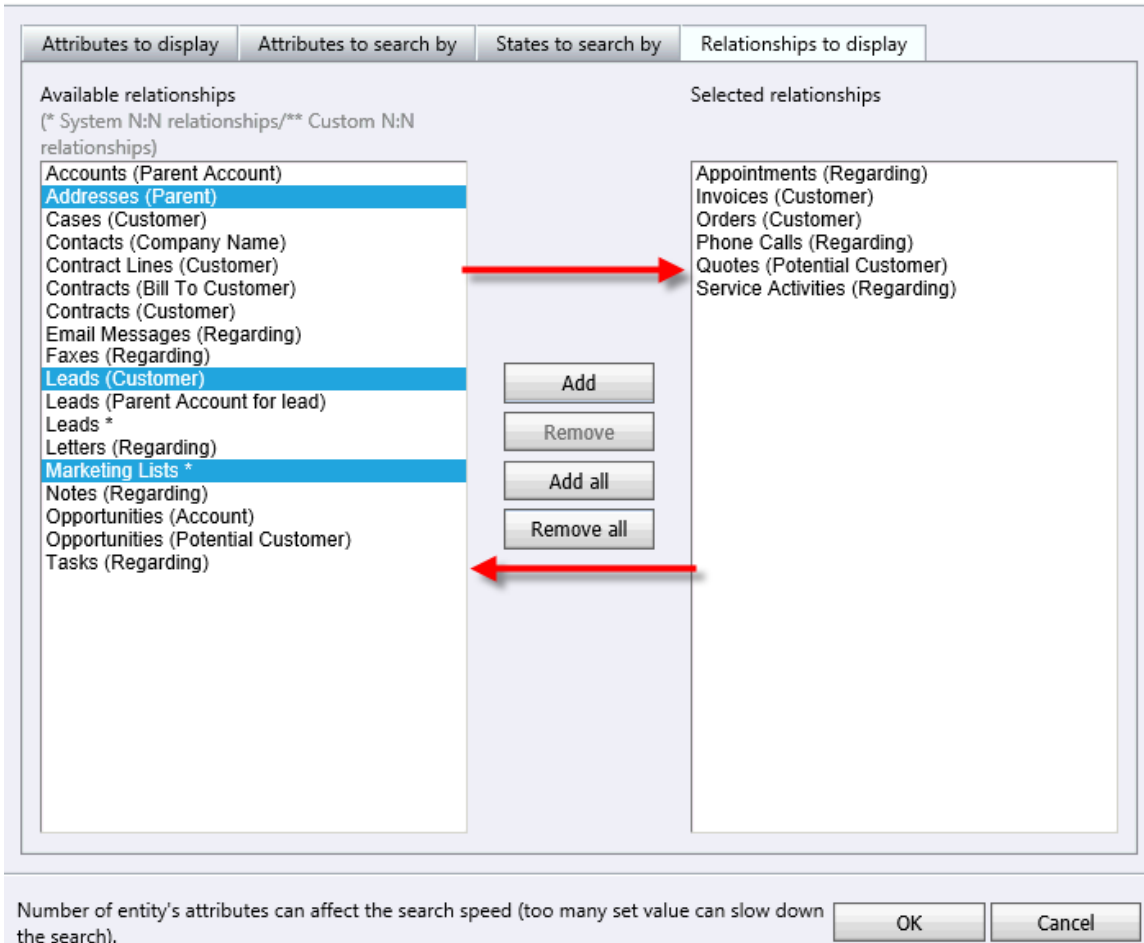 Attributes to display
Attributes to search by
States to search by
Relationships to display
Available relationships
(* System N:N relationships/** Custom N:N
relationships)
Accounts (Parent Account)
Addresses (Parent)
Cases (Customer)
Contacts (Company Name)
Contract Lines (Customer)
Contracts (Bill To Customer)
Contracts (Customer)
Email Messages (Regarding)
Faxes (Regarding)
Leads (Customer)
Leads (Parent Account for lead)
Leads *
Letters (Regarding)
Marketing Lists *
Notes (Regarding)
Opportunities (Account)
Opportunities (Potential Customer)
Tasks (Regarding)
Add
Remove
Add all
Remove all
Selected relationships
Appointments (Regarding)
Invoices (Customer)
Orders (Customer)
Phone Calls (Regarding)
Quotes (Potential Customer)
Service Activities (Regarding)
Number of entity's attributes can affect the search speed (too many set value can slow down
the search).
OK
Cancel